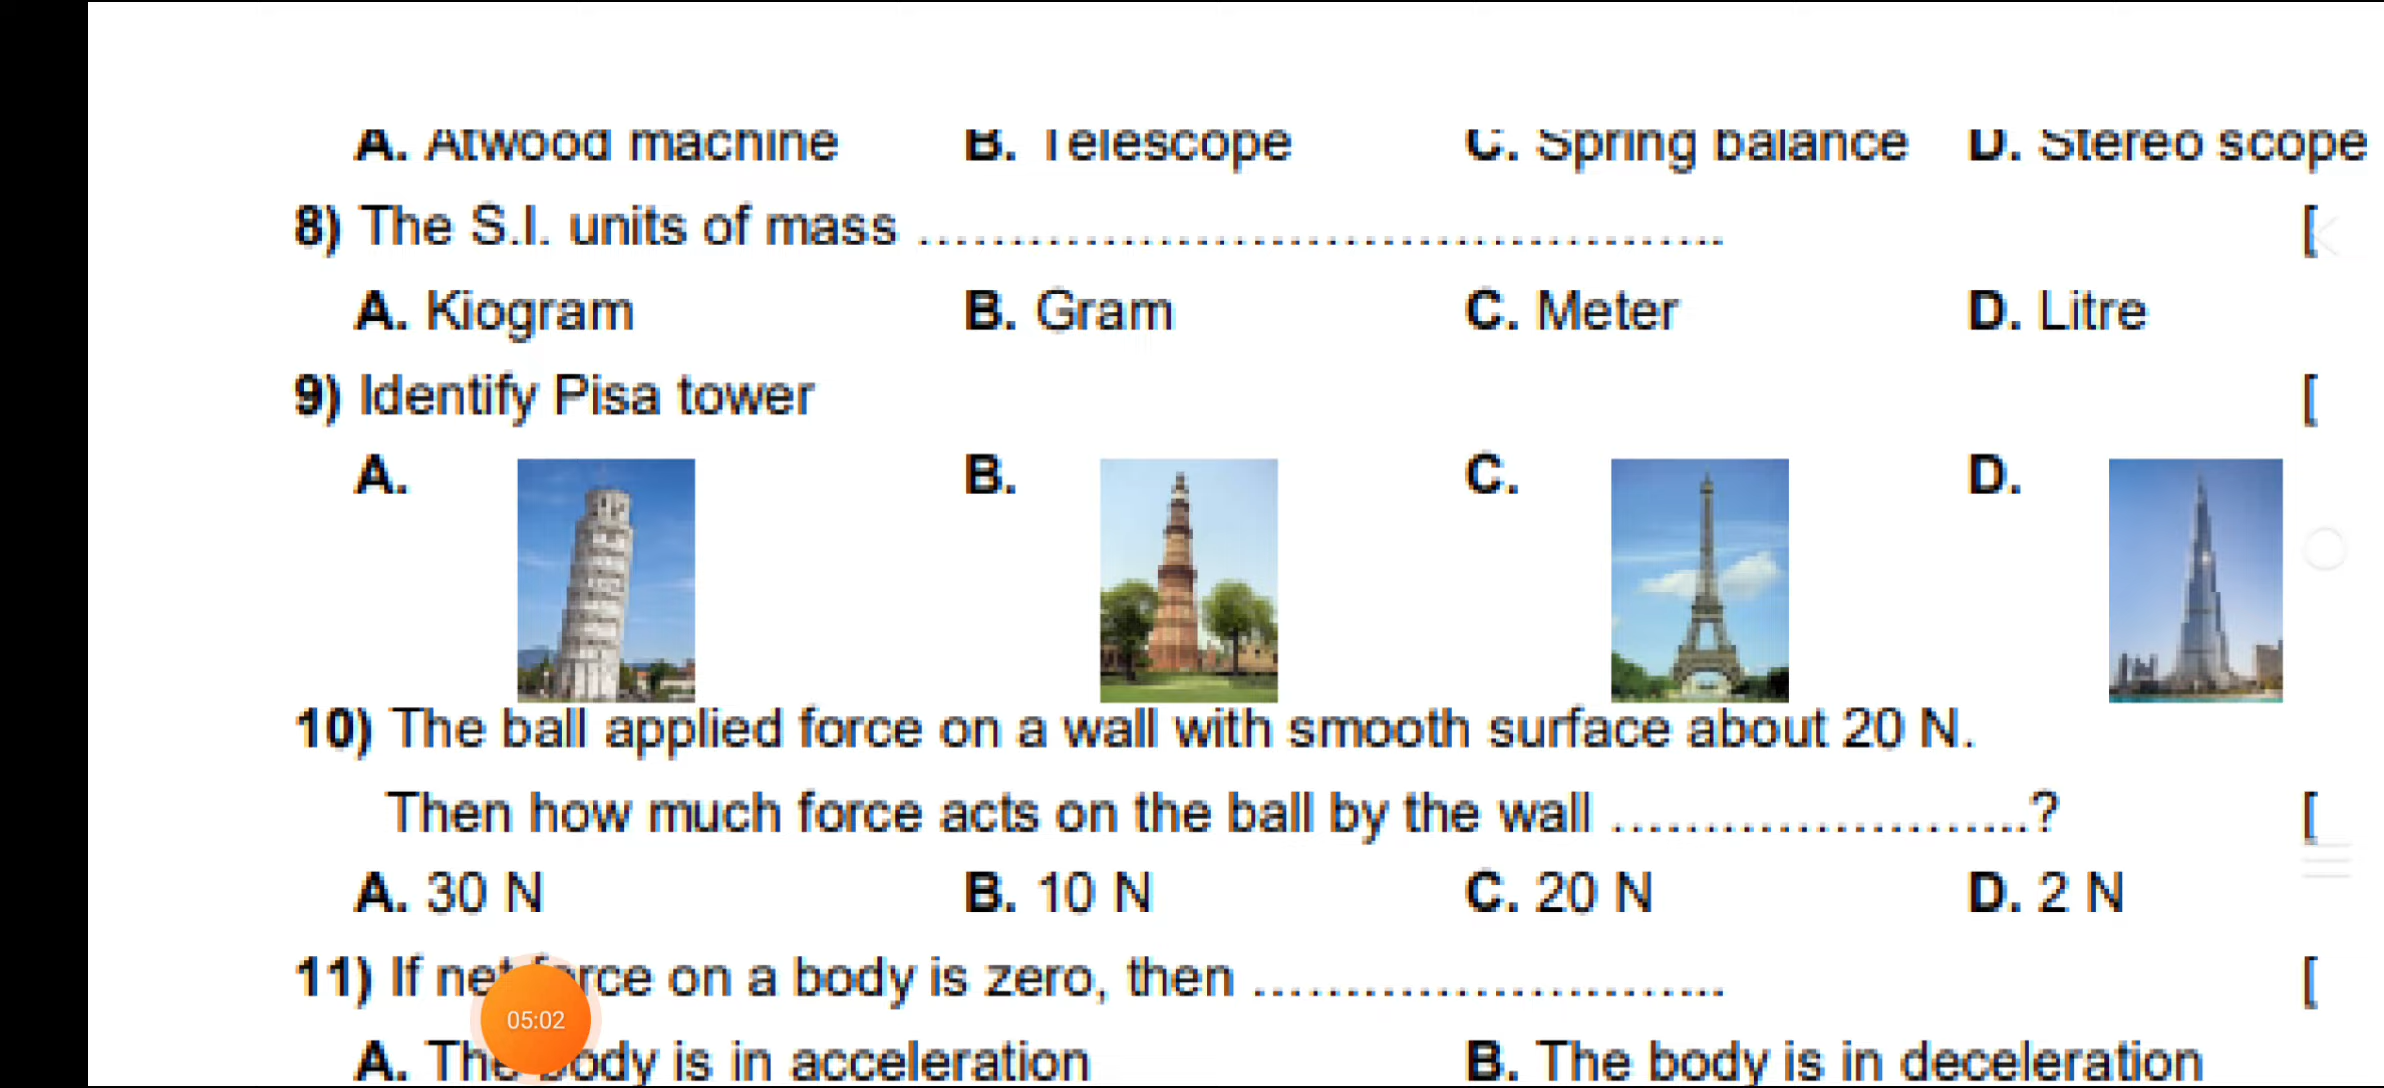 A. Atwood machine B. Telescope C. Spring balance D. Stereo scope
8) The S.I. units of mass ................................................ [
A. Kiogram B. Gram C. Meter D. Litre
9) Identify Pisa tower [
A. B. C. D.
10) The ball applied force on a wall with smooth surface about 20 N.
Then how much force acts on the ball by the wall .........................? [
A. 30 N B. 10 N C. 20 N D. 2 N
11) If net force on a body is zero, then ............................ [
05:02
A. The body is in acceleration B. The body is in deceleration